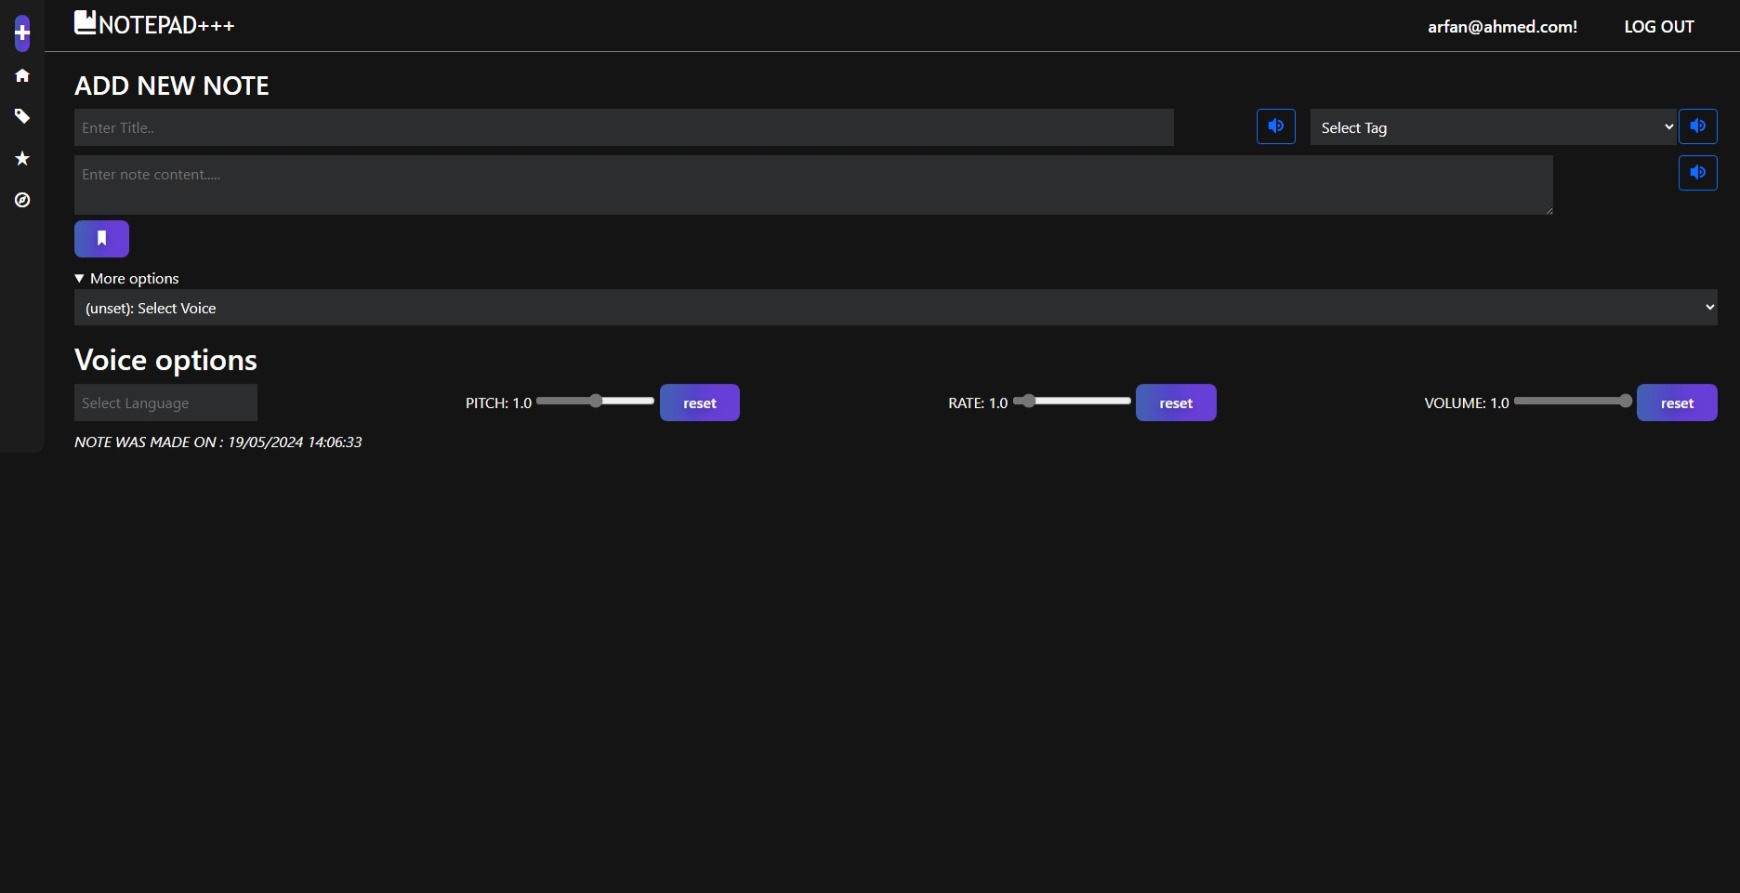 NOTEPAD+++
arfan@ahmed.com! LOG OUT
ADD NEW NOTE
Enter Title.. Select Tag
Enter note content.....
▼ More options
(unset): Select Voice
Voice options
Select Language PITCH: 1.0 reset RATE: 1.0 reset VOLUME: 1.0 reset
NOTE WAS MADE ON : 19/05/2024 14:06:33